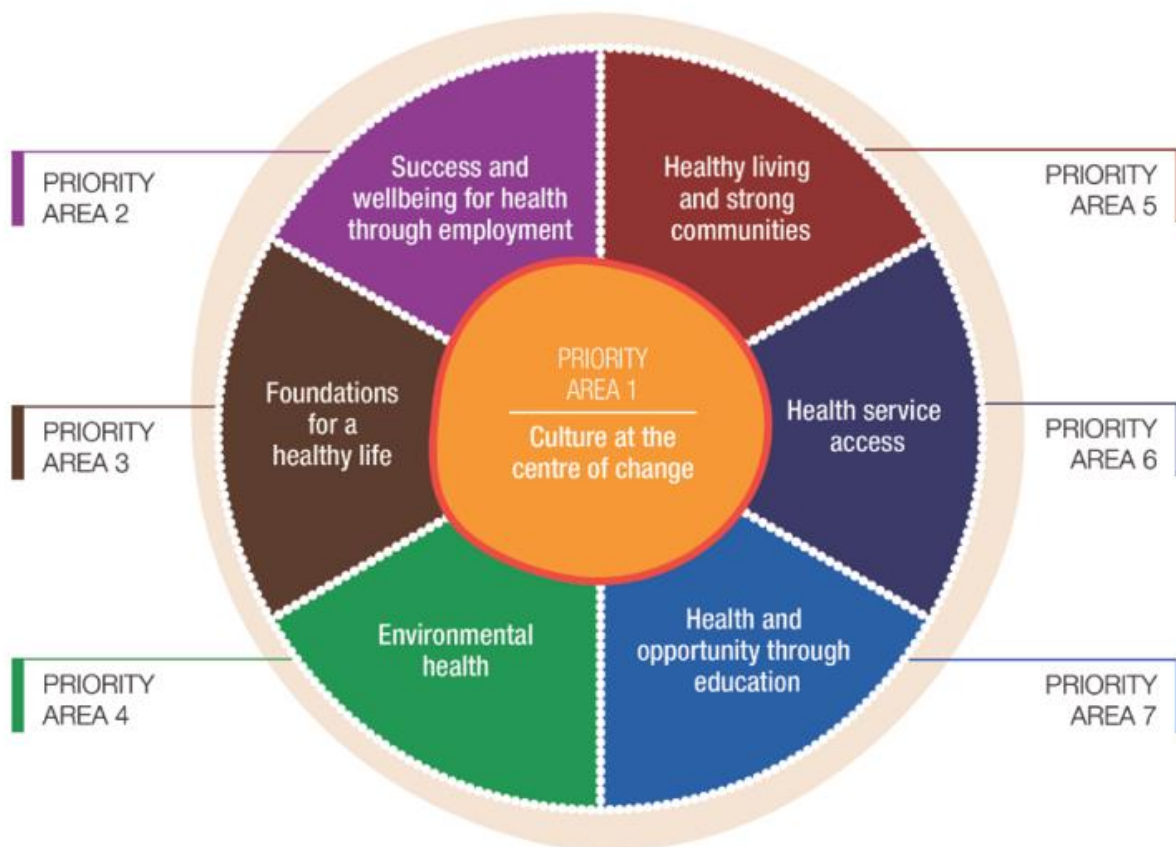 PRIORITY
AREA 1
Culture at the
centre of change
PRIORITY
AREA 2
Success and
wellbeing for health
through employment
PRIORITY
AREA 3
Foundations
for a
healthy life
PRIORITY
AREA 4
Environmental
health
PRIORITY
AREA 5
Healthy living
and strong
communities
PRIORITY
AREA 6
Health service
access
PRIORITY
AREA 7
Health and
opportunity through
education